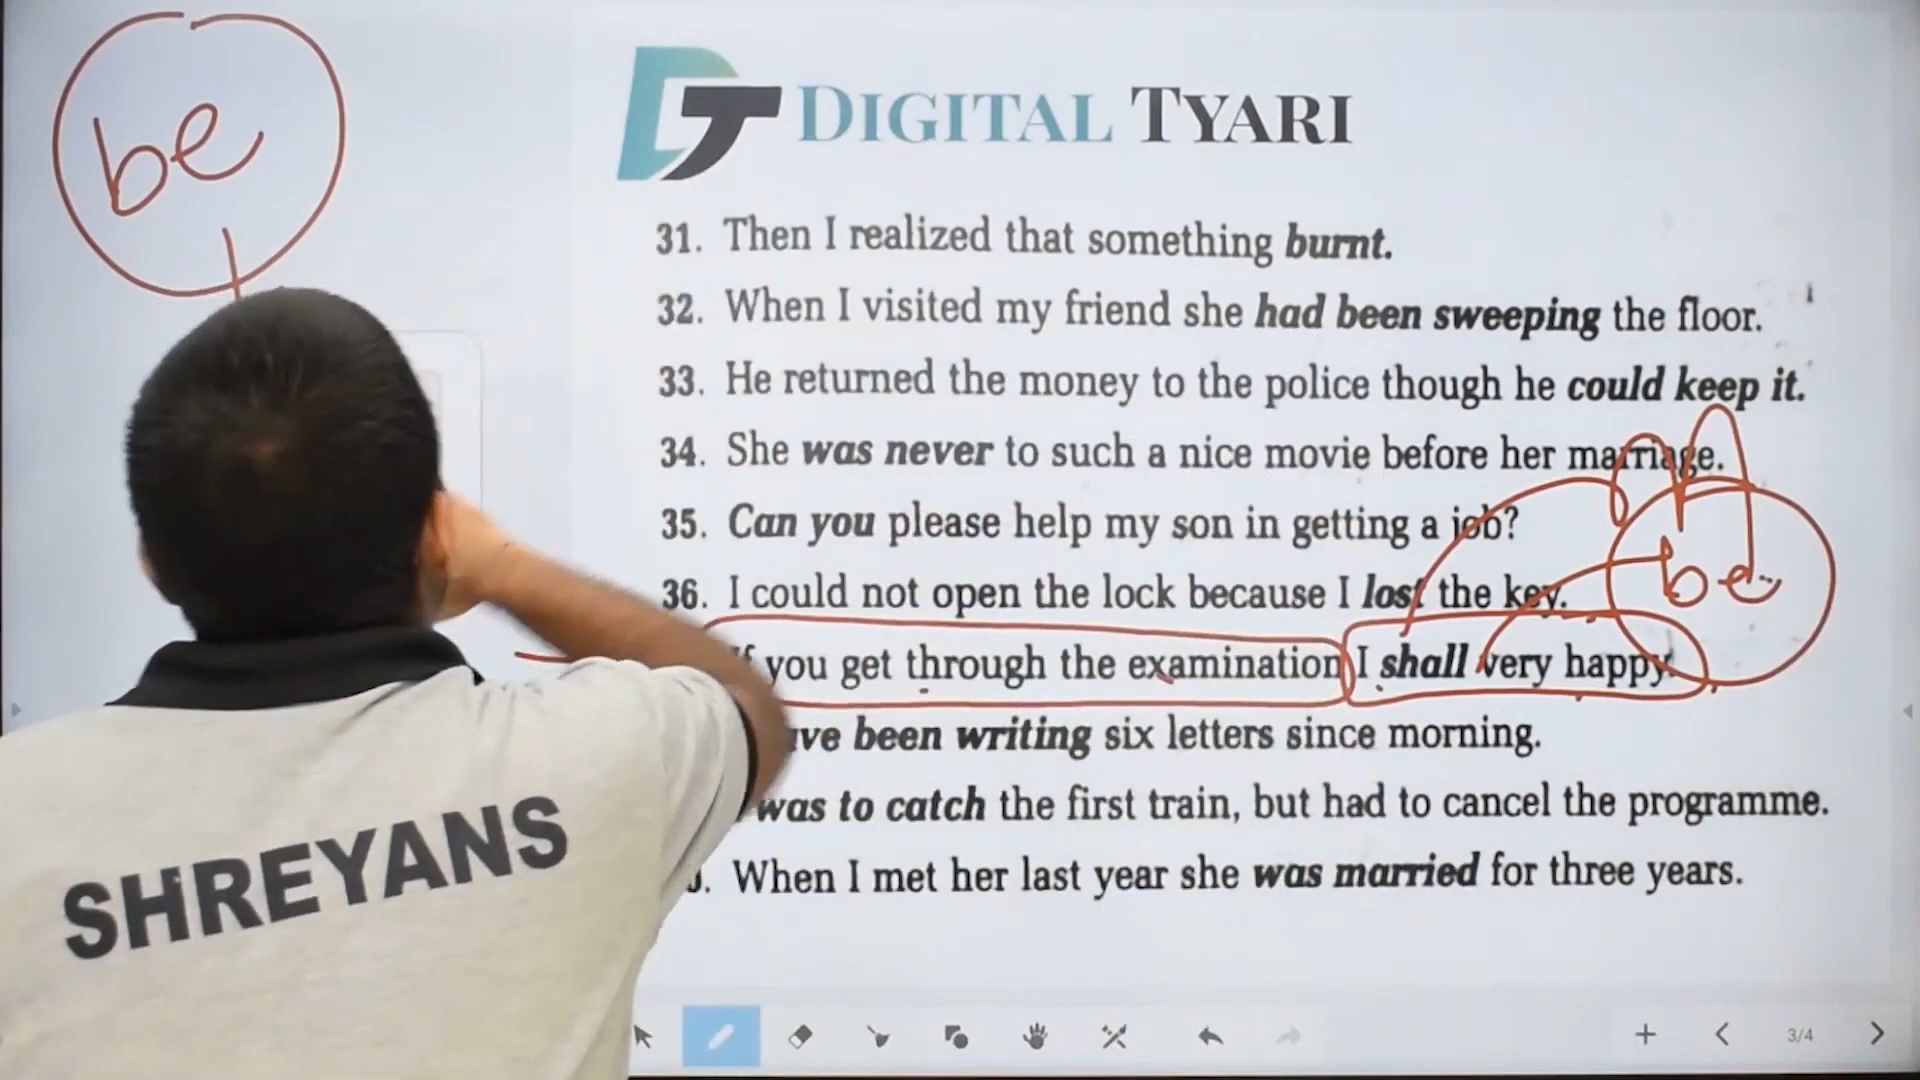 be
DT DIGITAL TYARI
31. Then I realized that something burnt.
32. When I visited my friend she had been sweeping the floor.
33. He returned the money to the police though he could keep it.
34. She was never to such a nice movie before her marriage.
35. Can you please help my son in getting a job?
36. I could not open the lock because I lost the key.
be
you get through the examination I shall very happy.
been writing six letters since morning.
was to catch the first train, but had to cancel the programme.
When I met her last year she was married for three years.
SHREYANS
3/4